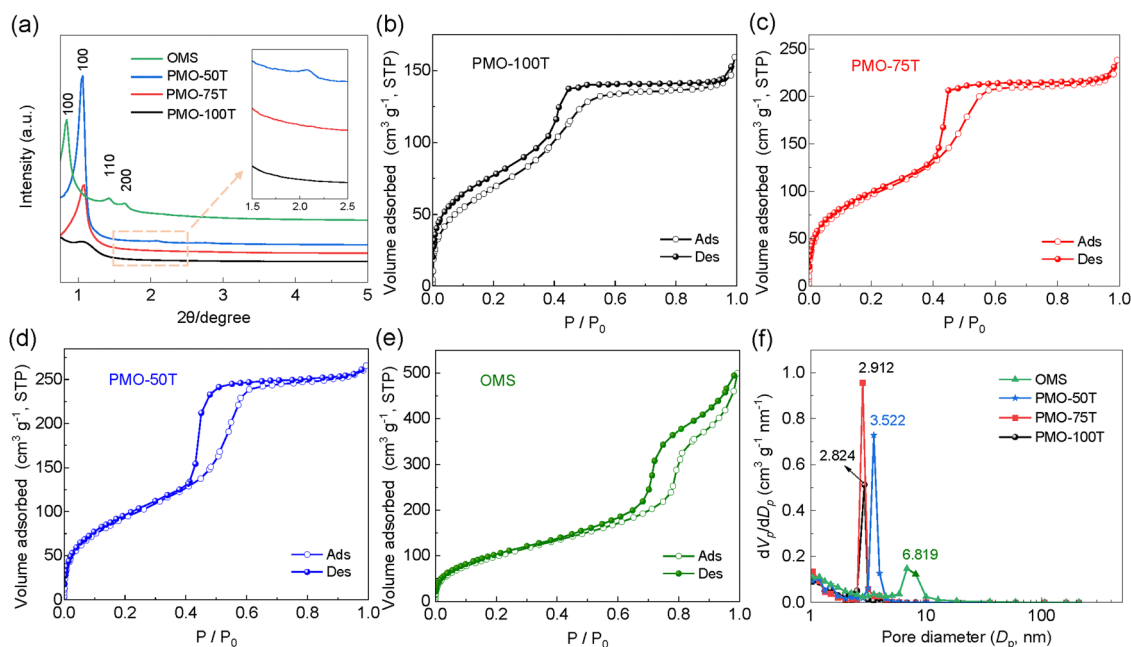 (a)
OMS
PMO-50T
PMO-75T
PMO-100T
100
100
110
200
1.5 2.0 2.5
Intensity (a.u.)
1 2 3 4 5
2θ/degree
(b)
PMO-100T
Volume adsorbed (cm³ g⁻¹, STP)
200
150
100
50
0
Ads
Des
0.0 0.2 0.4 0.6 0.8 1.0
P / P₀
(c)
PMO-75T
Volume adsorbed (cm³ g⁻¹, STP)
250
200
150
100
50
0
Ads
Des
0.0 0.2 0.4 0.6 0.8 1.0
P / P₀
(d)
PMO-50T
Volume adsorbed (cm³ g⁻¹, STP)
300
250
200
150
100
50
0
Ads
Des
0.0 0.2 0.4 0.6 0.8 1.0
P / P₀
(e)
OMS
Volume adsorbed (cm³ g⁻¹, STP)
500
400
300
200
100
0
Ads
Des
0.0 0.2 0.4 0.6 0.8 1.0
P / P₀
(f)
2.912
3.522
2.824
6.819
OMS
PMO-50T
PMO-75T
PMO-100T
dVₚ/dDₚ (cm³ g⁻¹ nm⁻¹)
1.0
0.8
0.6
0.4
0.2
0.0
1 10 100
Pore diameter (Dₚ, nm)